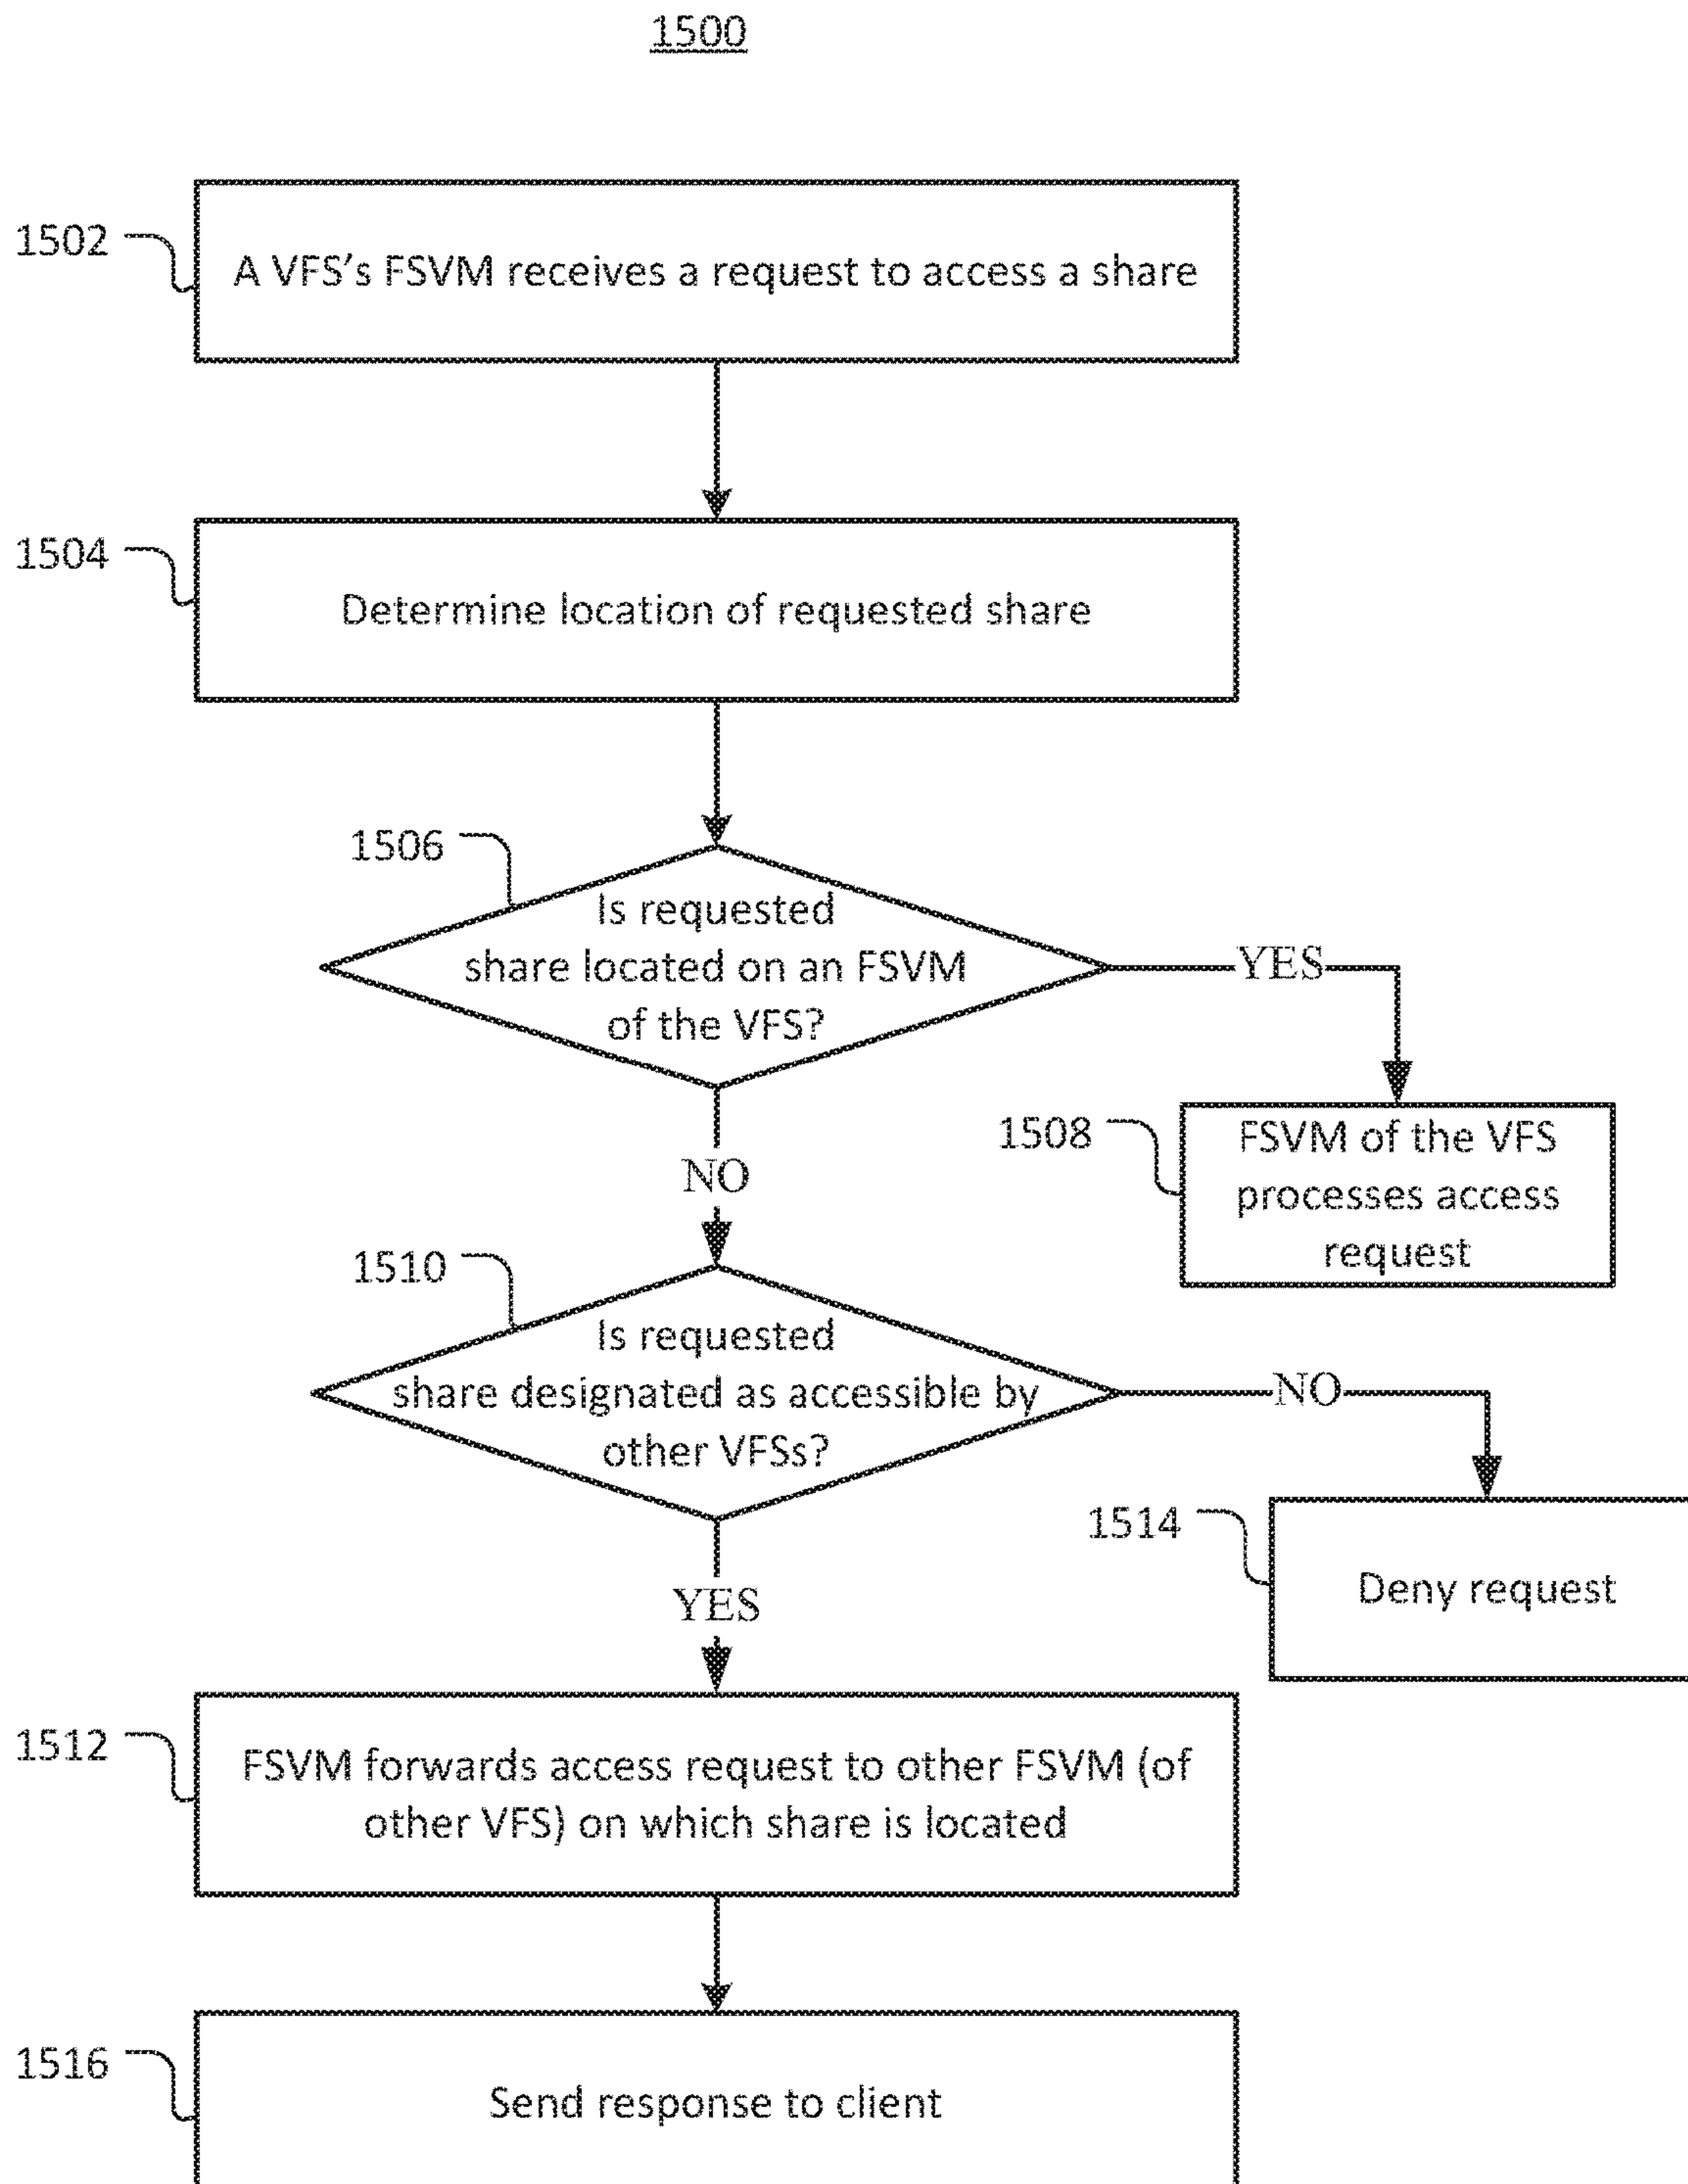 1500
1502
A VFS's FSVM receives a request to access a share
1504
Determine location of requested share
1506
Is requested
share located on an FSVM
of the VFS?
YES
1508
FSVM of the VFS
processes access
request
NO
1510
Is requested
share designated as accessible by
other VFSs?
NO
1514
Deny request
YES
1512
FSVM forwards access request to other FSVM (of
other VFS) on which share is located
1516
Send response to client